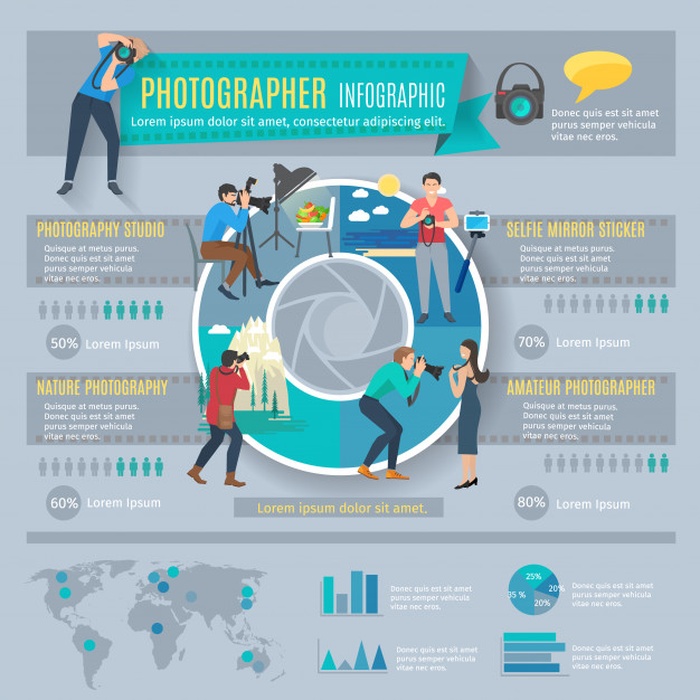 PHOTOGRAPHER INFOGRAPHIC
Lorem ipsum dolor sit amet, consectetur adipiscing elit.
Donec quis est sit amet
purus semper vehicula
vitae nec eros.
PHOTOGRAPHY STUDIO
Quisque at metus purus.
Donec quis est sit amet
purus semper vehicula
vitae nec eros.
50% Lorem Ipsum
SELFIE MIRROR STICKER
Quisque at metus purus.
Donec quis est sit amet
purus semper vehicula
vitae nec eros.
70% Lorem Ipsum
NATURE PHOTOGRAPHY
Quisque at metus purus.
Donec quis est sit amet
purus semper vehicula
vitae nec eros.
60% Lorem Ipsum
AMATEUR PHOTOGRAPHER
Quisque at metus purus.
Donec quis est sit amet
purus semper vehicula
vitae nec eros.
80% Lorem Ipsum
Lorem ipsum dolor sit amet.
Donec quis est sit amet
purus semper vehicula
vitae nec eros.
25%
20%
35 %
20%
Donec quis est sit amet
purus semper vehicula
vitae nec eros.
Donec quis est sit amet
purus semper vehicula
vitae nec eros.
Donec quis est sit amet
purus semper vehicula
vitae nec eros.